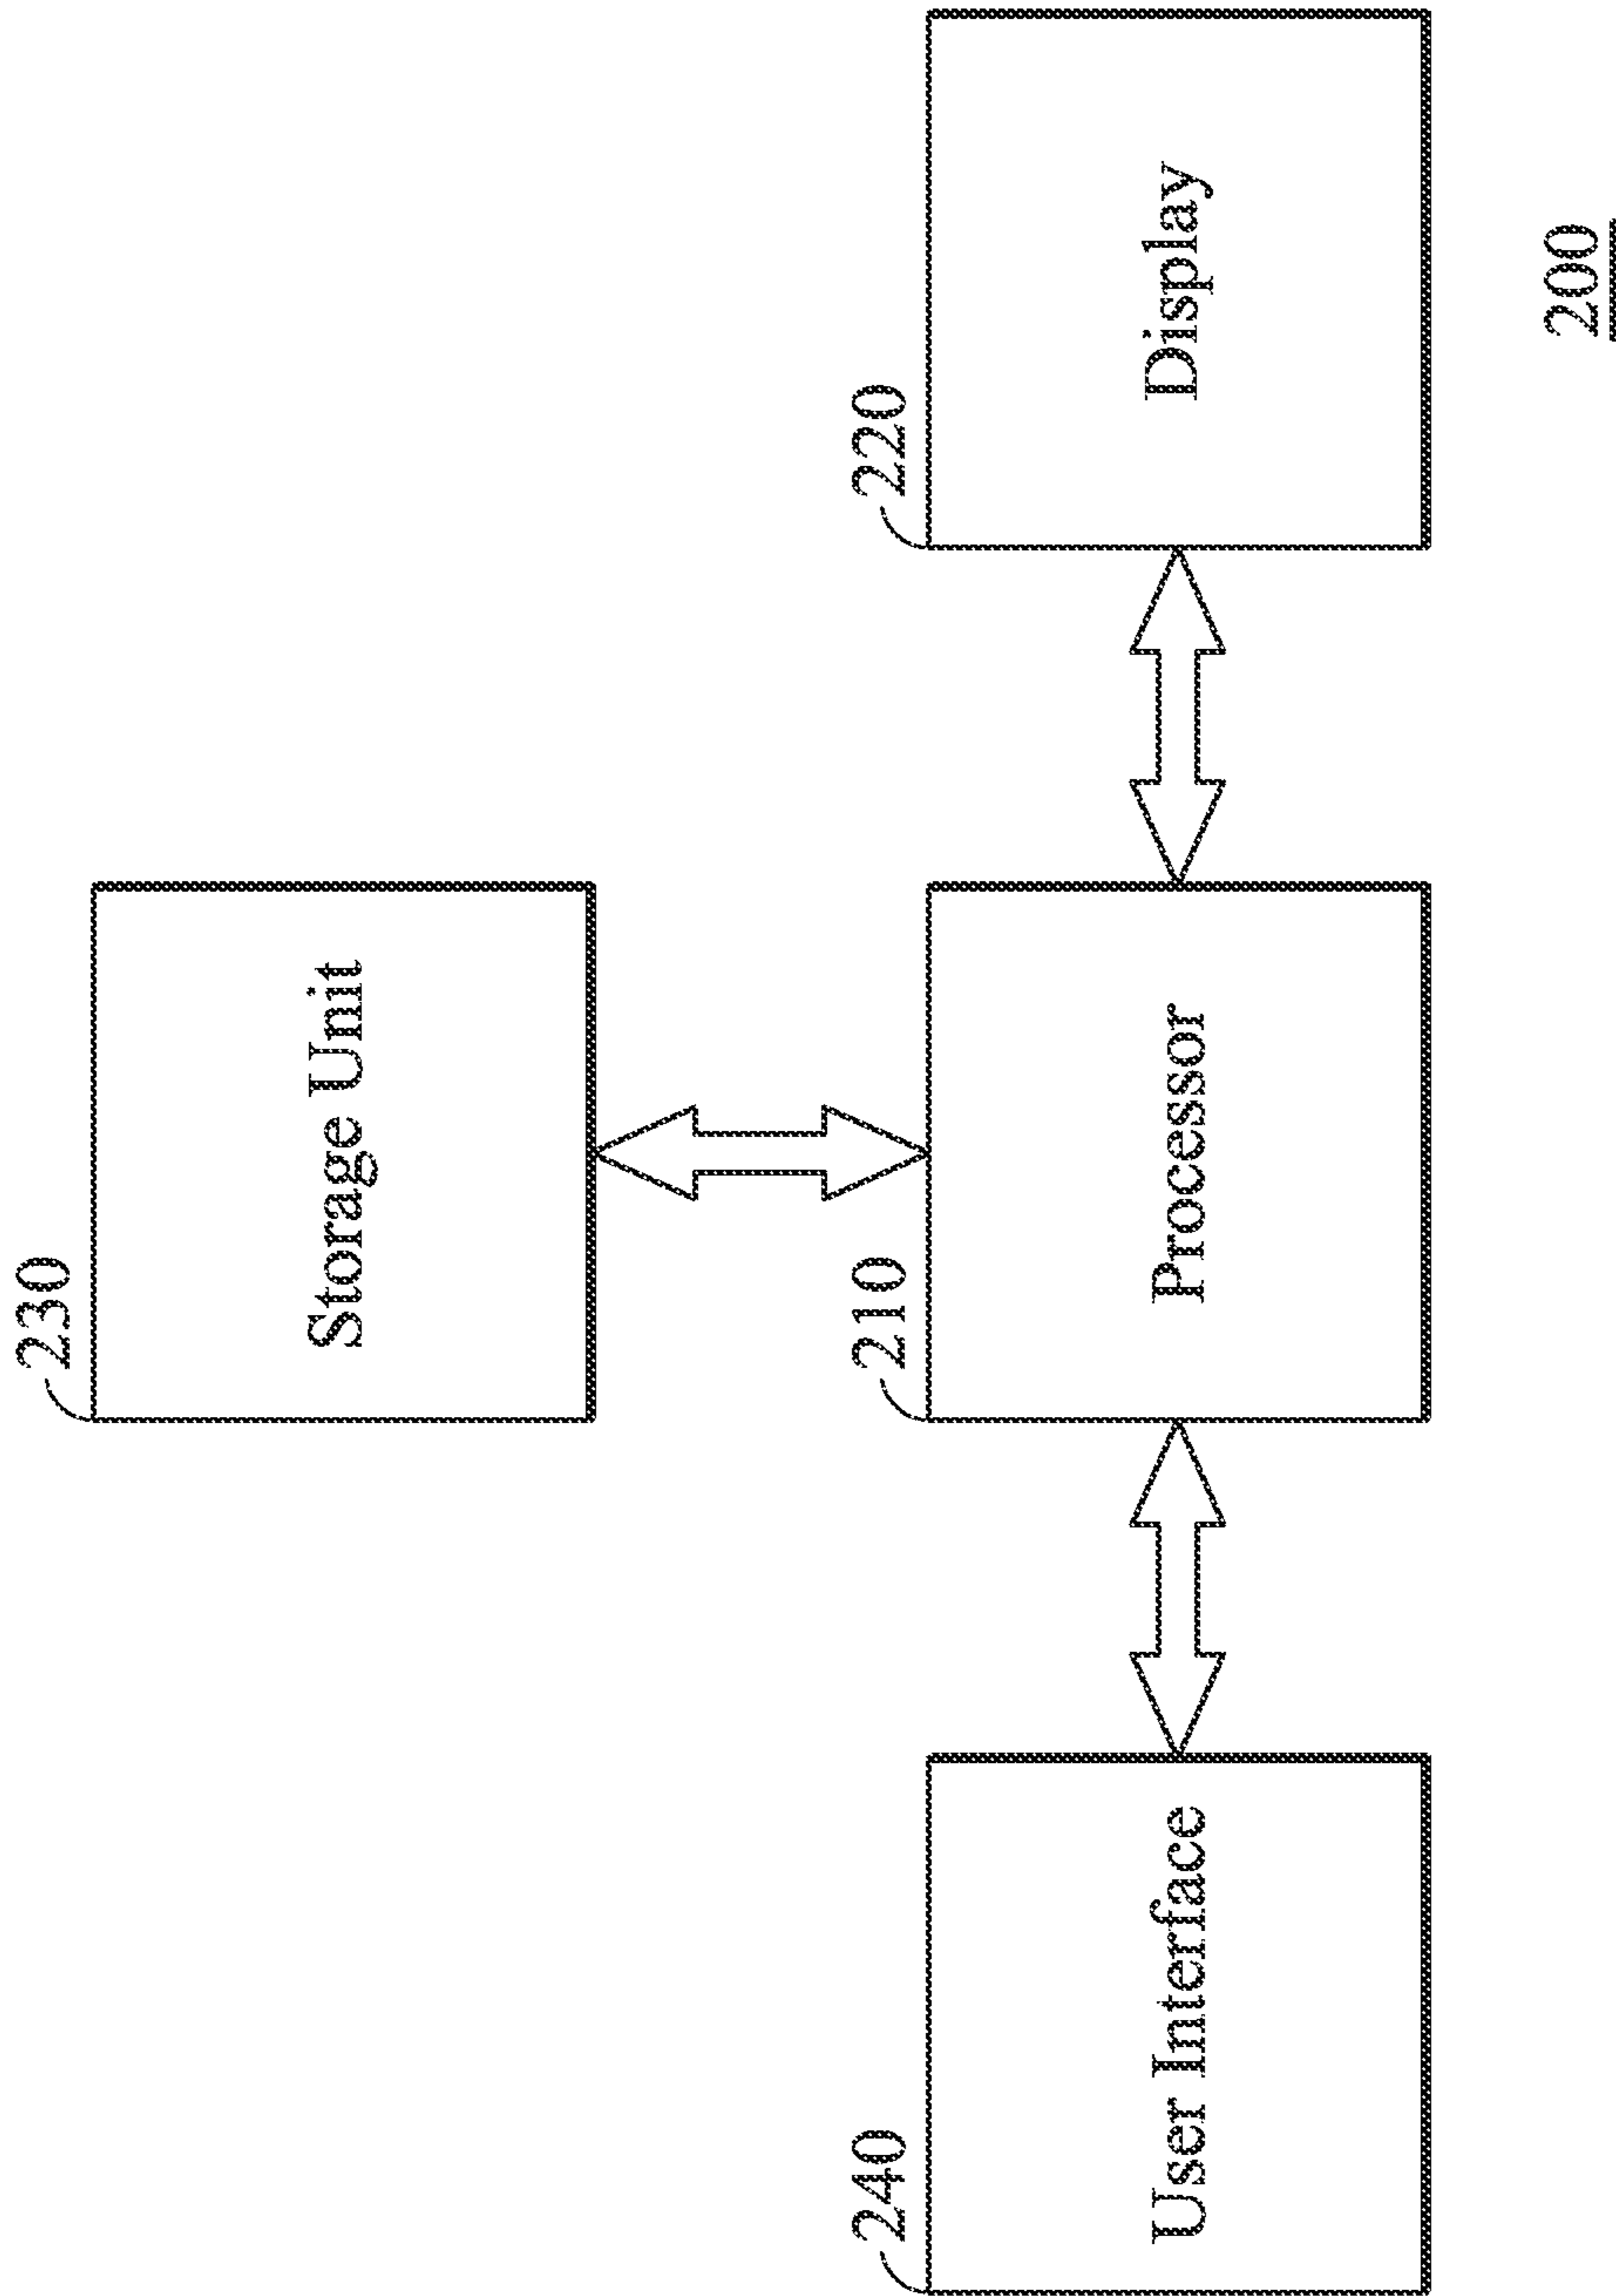 230
Storage Unit
240
User Interface
210
Processor
220
Display
200